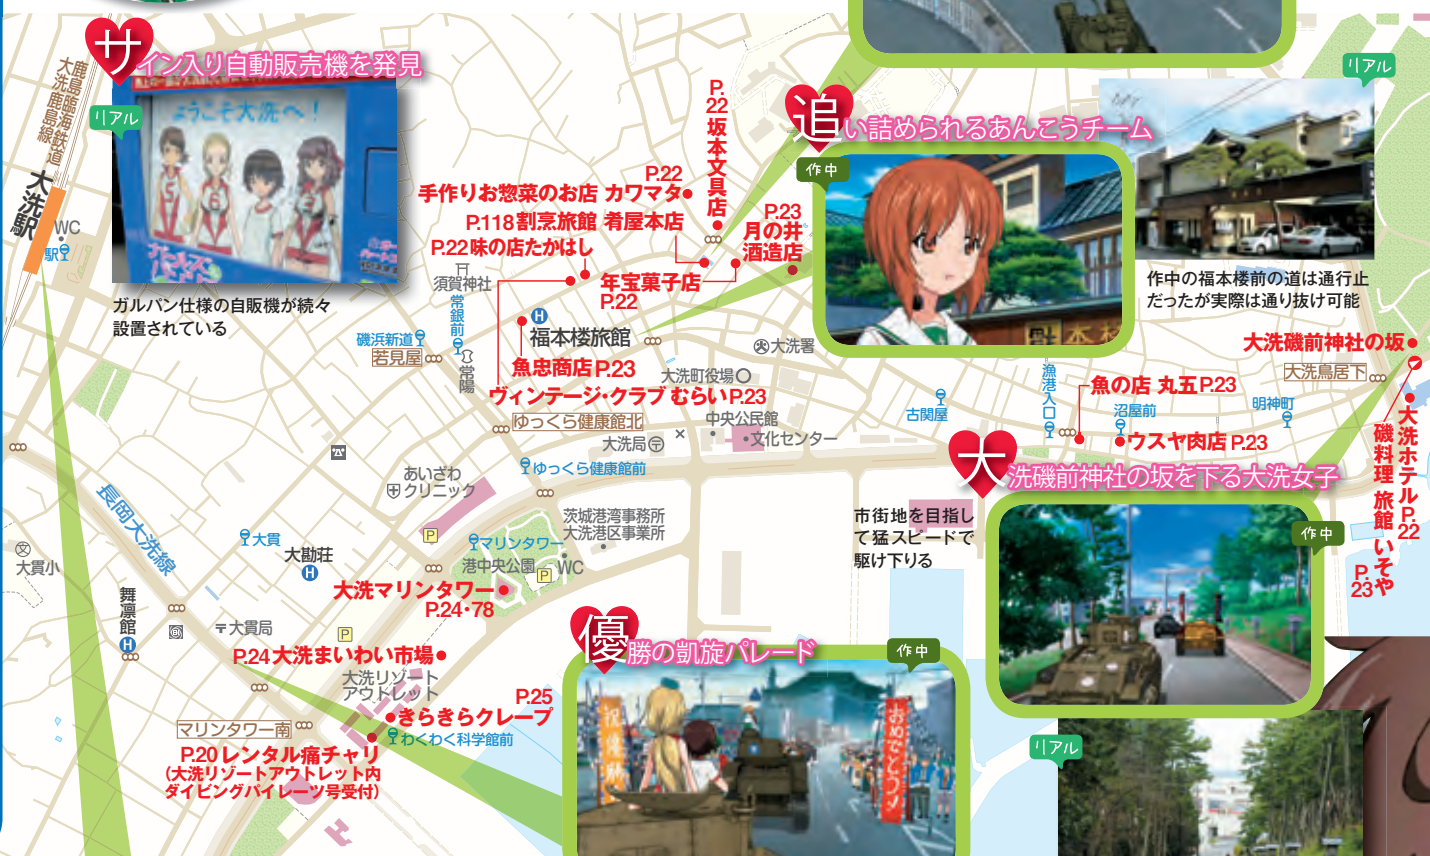 サイン入り自動販売機を発見
リアル
ようこそ大洗へ！
ガルパン仕様の自販機が続々
設置されている
鹿島臨海鉄道
大洗鹿島線
大洗駅
WC
駅
P.22
坂本文具店
P.22
手作りお惣菜のお店 カワマタ
P.118 割烹旅館 肴屋本店
P.22 味の店たかはし
P.23
月の井
酒造店
年宝菓子店
P.22
須賀神社
常銀前
磯浜新道
若見屋
常陽
福本楼旅館
魚忠商店 P.23
ヴィンテージ・クラブ むらい P.23
大洗署
大洗町役場
ゆっくら健康館北
中央公民館
大洗局
文化センター
ゆっくら健康館前
追い詰められるあんこうチーム
作中
本楼
リアル
作中の福本楼前の道は通行止
だったが実際は通り抜け可能
大洗磯前神社の坂
大洗鳥居下
漁港入口
魚の店 丸五 P.23
古関屋
沼屋前
明神町
ウスヤ肉店 P.23
大洗ホテル P.22
磯料理 旅館 いそや
P.23
大洗磯前神社の坂を下る大洗女子
作中
市街地を目指し
て猛スピードで
駆け下りる
リアル
あいざわ
クリニック
長岡大洗線
大貫
大勘荘
大貫小
舞凛館
大貫局
茨城港湾事務所
大洗港区事業所
マリンタワー
港中央公園
P
WC
大洗マリンタワー
P.24・78
P
P
P.24 大洗まいわい市場
大洗リゾート
アウトレット
P.25
きらきらクレープ
わくわく科学館前
マリンタワー南
P.20 レンタル痛チャリ
（大洗リゾートアウトレット内
ダイビングパイレーツ号受付）
優勝の凱旋パレード
作中
祝優勝
おめでとう!!